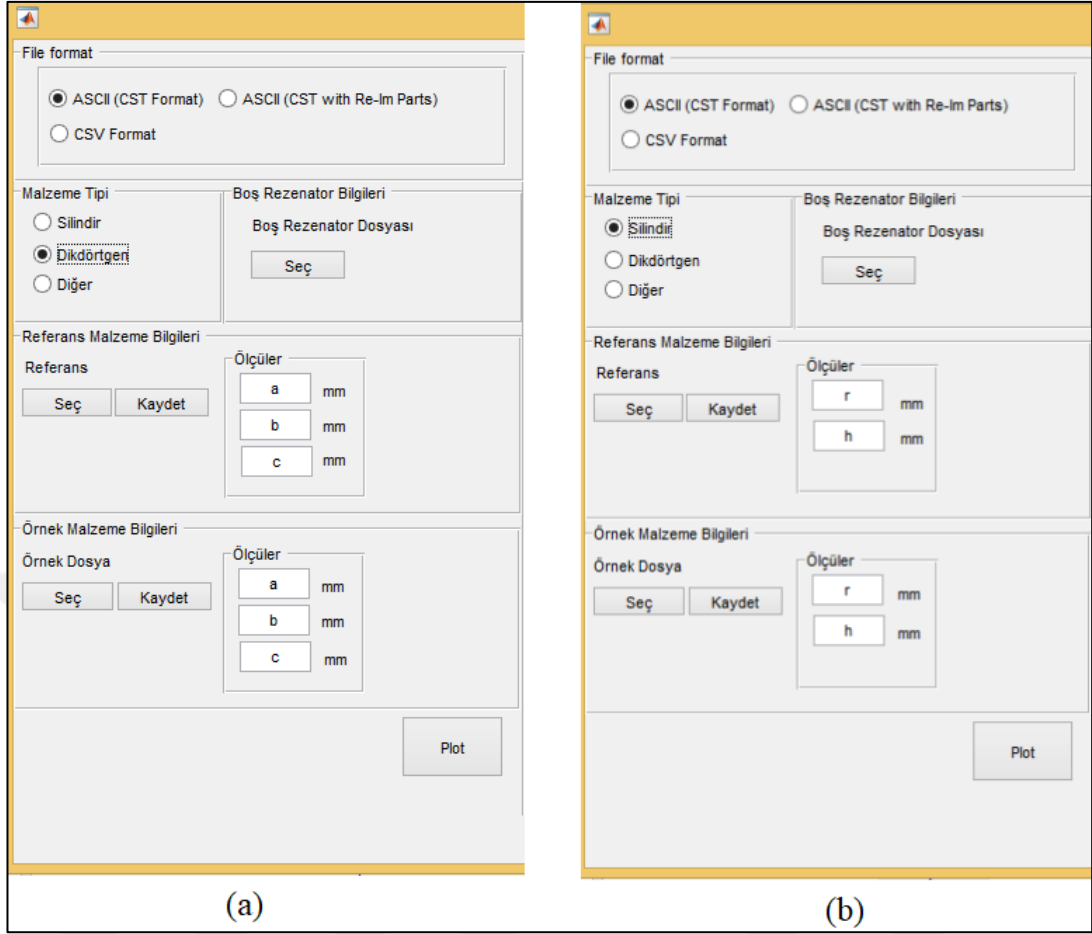 File format
ASCII (CST Format) ASCII (CST with Re-Im Parts)
CSV Format
Malzeme Tipi
Silindir
Dikdörtgen
Diğer
Boş Rezenator Bilgileri
Boş Rezenator Dosyası
Seç
Referans Malzeme Bilgileri
Referans
Seç Kaydet
Ölçüler
a mm
b mm
c mm
Örnek Malzeme Bilgileri
Örnek Dosya
Seç Kaydet
Ölçüler
a mm
b mm
c mm
Plot
(a)
File format
ASCII (CST Format) ASCII (CST with Re-Im Parts)
CSV Format
Malzeme Tipi
Silindir
Dikdörtgen
Diğer
Boş Rezenator Bilgileri
Boş Rezenator Dosyası
Seç
Referans Malzeme Bilgileri
Referans
Seç Kaydet
Ölçüler
r mm
h mm
Örnek Malzeme Bilgileri
Örnek Dosya
Seç Kaydet
Ölçüler
r mm
h mm
Plot
(b)